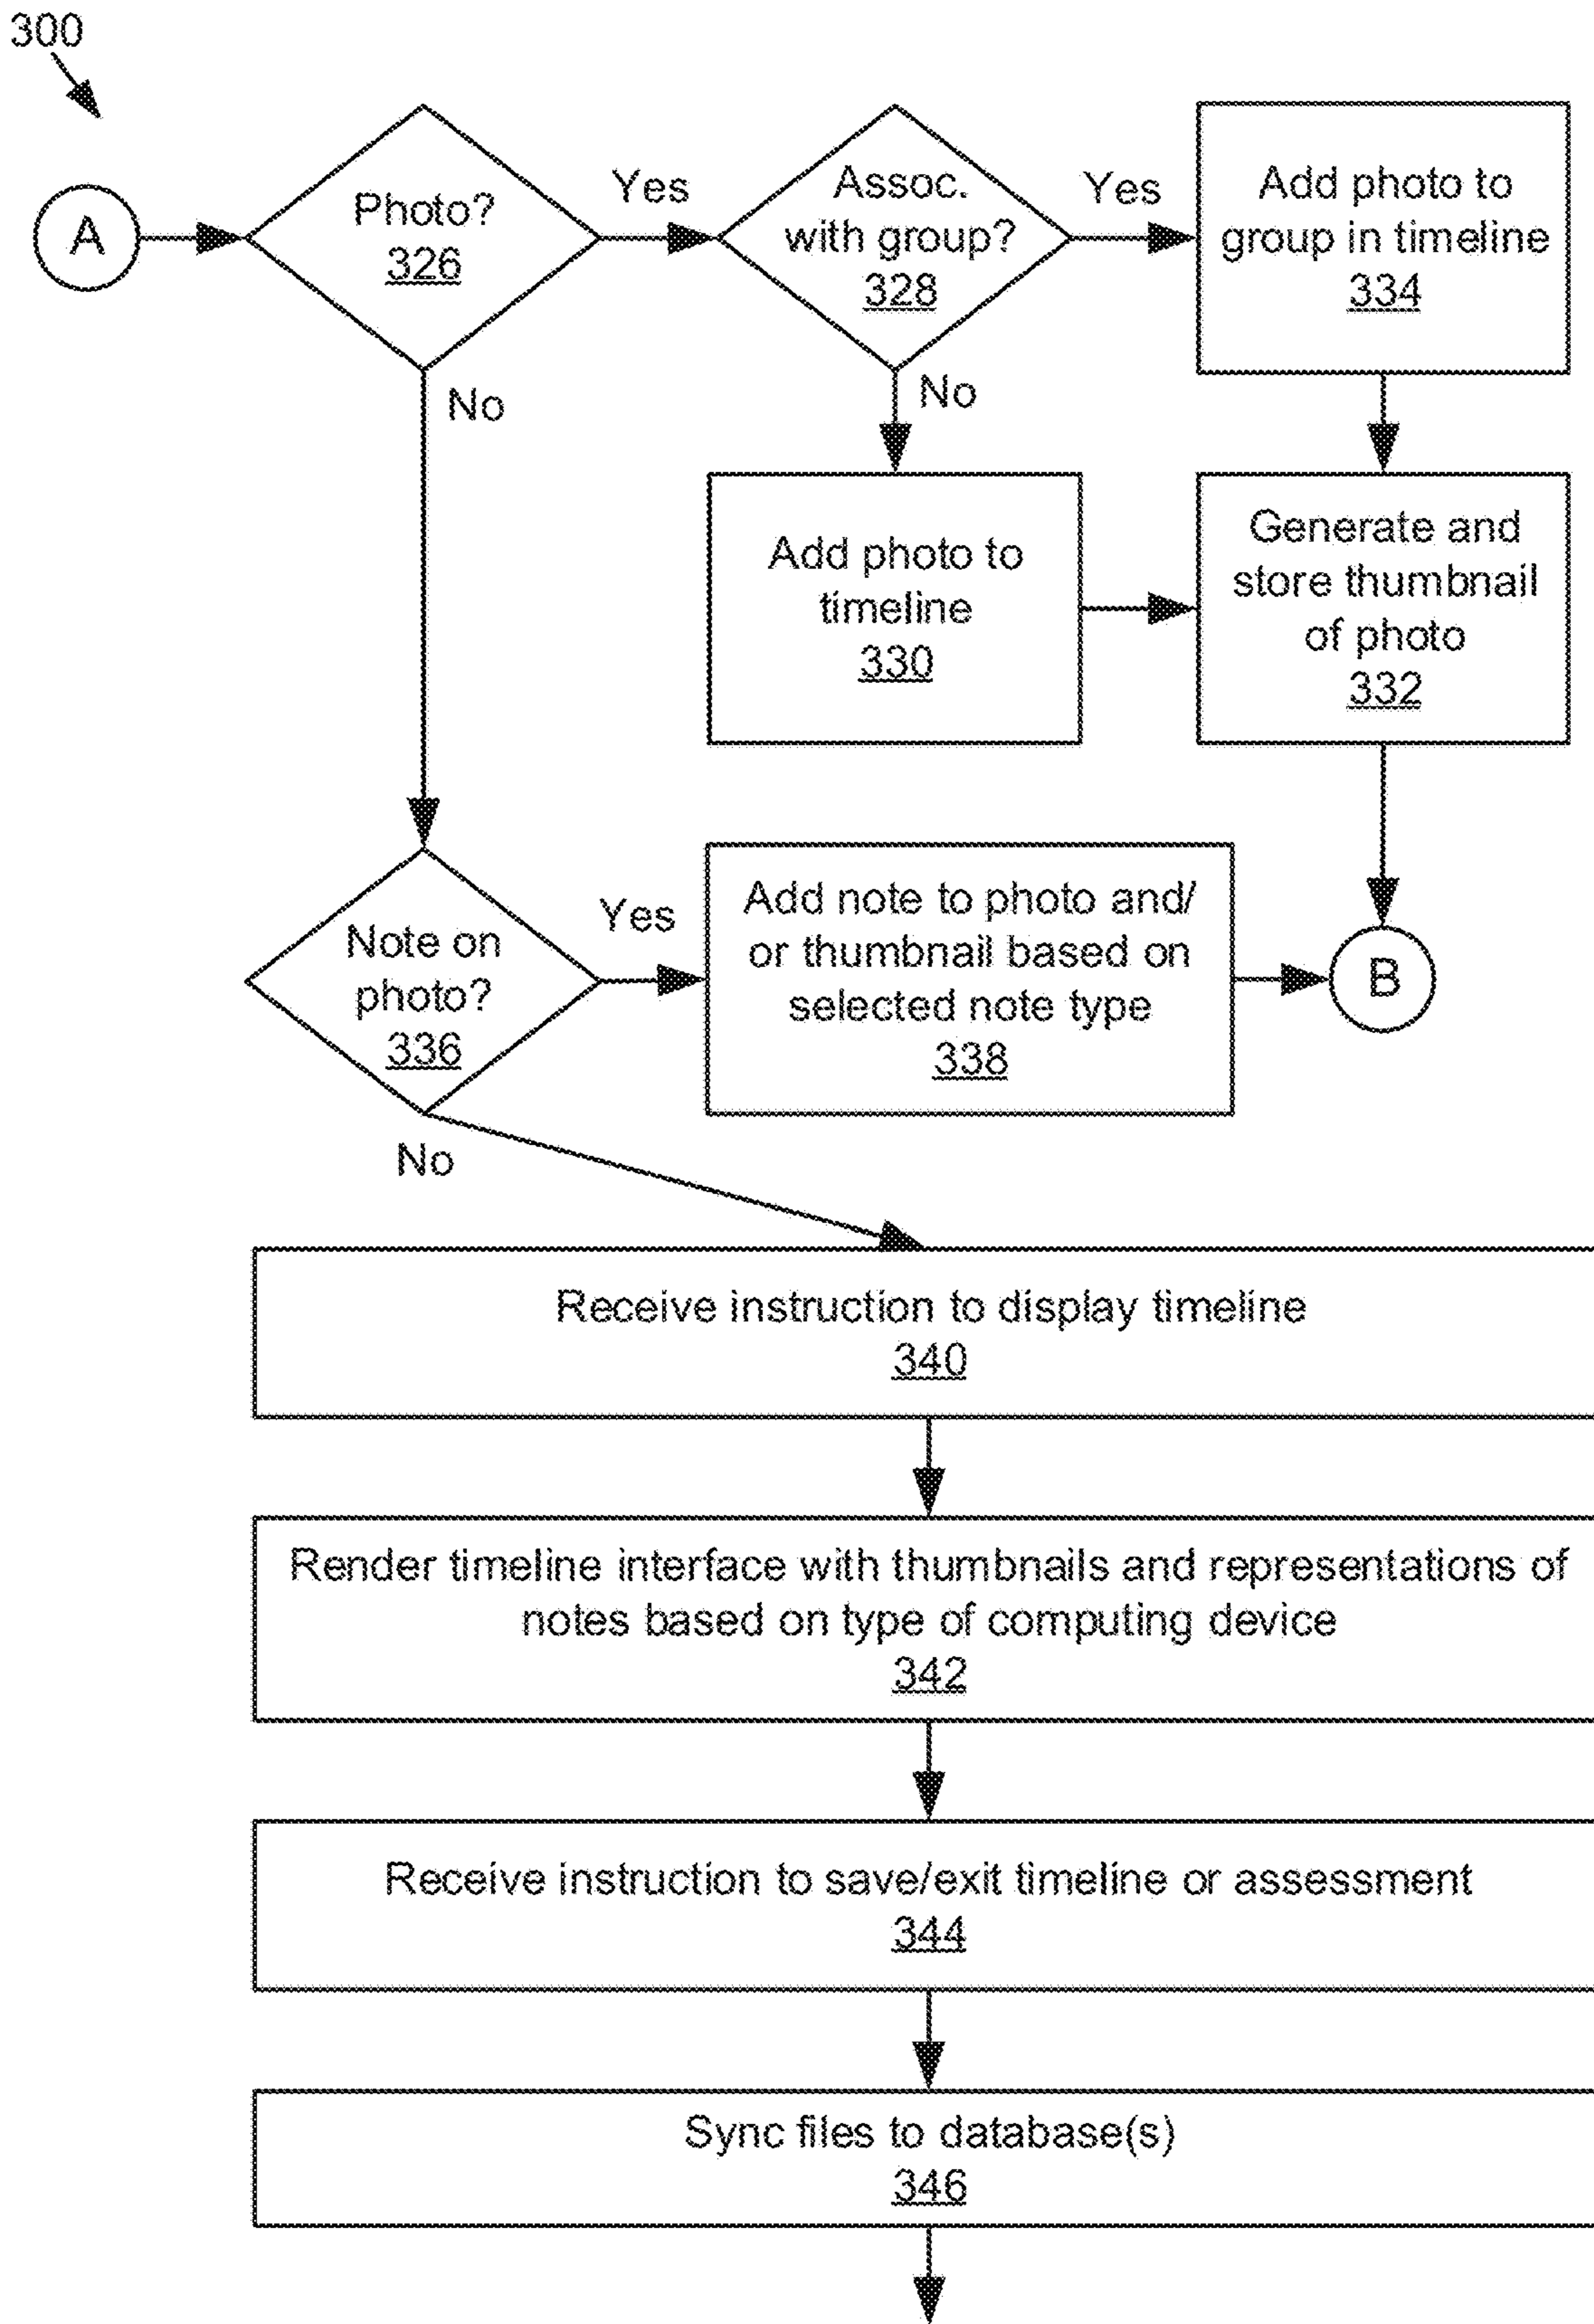 300
A
Photo?
326
Yes
Assoc.
with group?
328
Yes
Add photo to
group in timeline
334
No
No
Add photo to
timeline
330
Generate and
store thumbnail
of photo
332
Note on
photo?
336
Yes
Add note to photo and/
or thumbnail based on
selected note type
338
B
No
Receive instruction to display timeline
340
Render timeline interface with thumbnails and representations of
notes based on type of computing device
342
Receive instruction to save/exit timeline or assessment
344
Sync files to database(s)
346